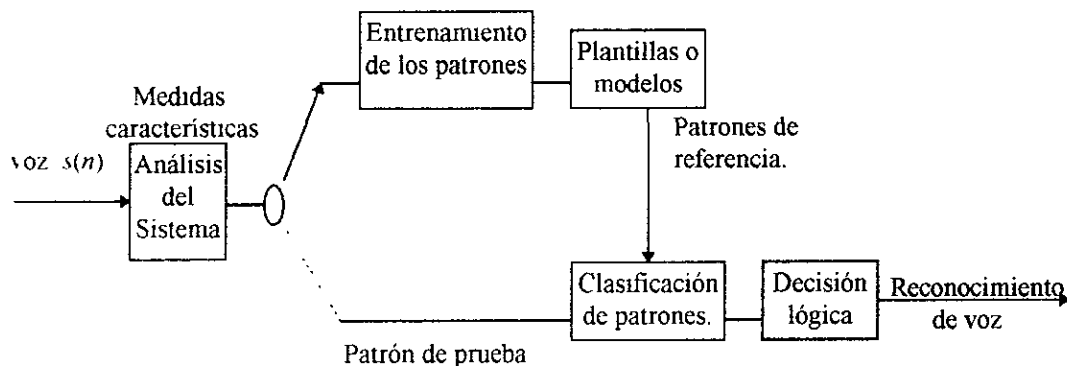 Entrenamiento
de los patrones
Plantillas o
modelos
Medidas
características
voz s(n)
Análisis
del
Sistema
Patrones de
referencia.
Clasificación
de patrones.
Decisión
lógica
Reconocimiento
de voz
Patrón de prueba